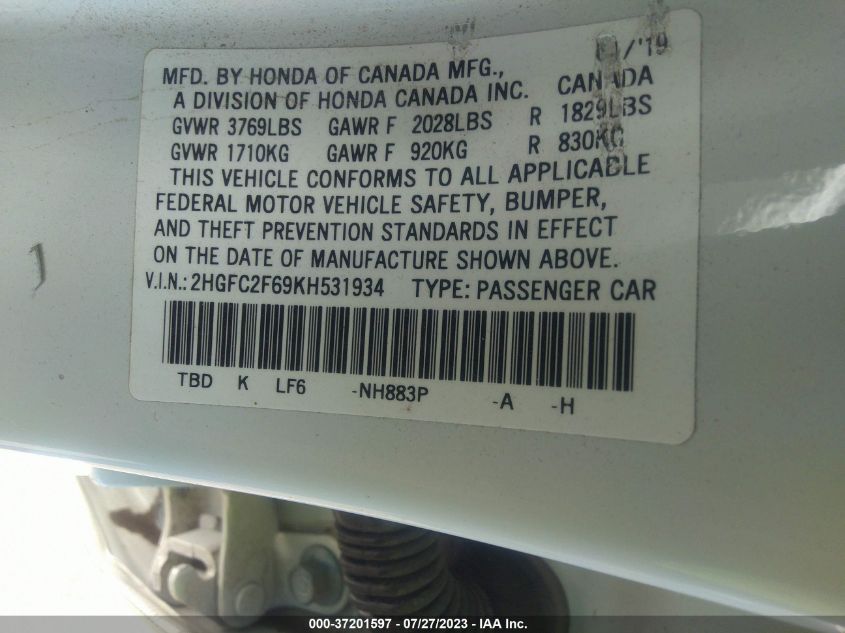 /'19
MFD. BY HONDA OF CANADA MFG., CANADA
A DIVISION OF HONDA CANADA INC.
GVWR 3769LBS GAWR F 2028LBS R 1829LBS
GVWR 1710KG GAWR F 920KG R 830KG
THIS VEHICLE CONFORMS TO ALL APPLICABLE
FEDERAL MOTOR VEHICLE SAFETY, BUMPER,
AND THEFT PREVENTION STANDARDS IN EFFECT
ON THE DATE OF MANUFACTURE SHOWN ABOVE.
V.I.N.: 2HGFC2F69KH531934 TYPE: PASSENGER CAR
TBD K LF6 -NH883P -A -H
000-37201597 - 07/27/2023 - IAA Inc.